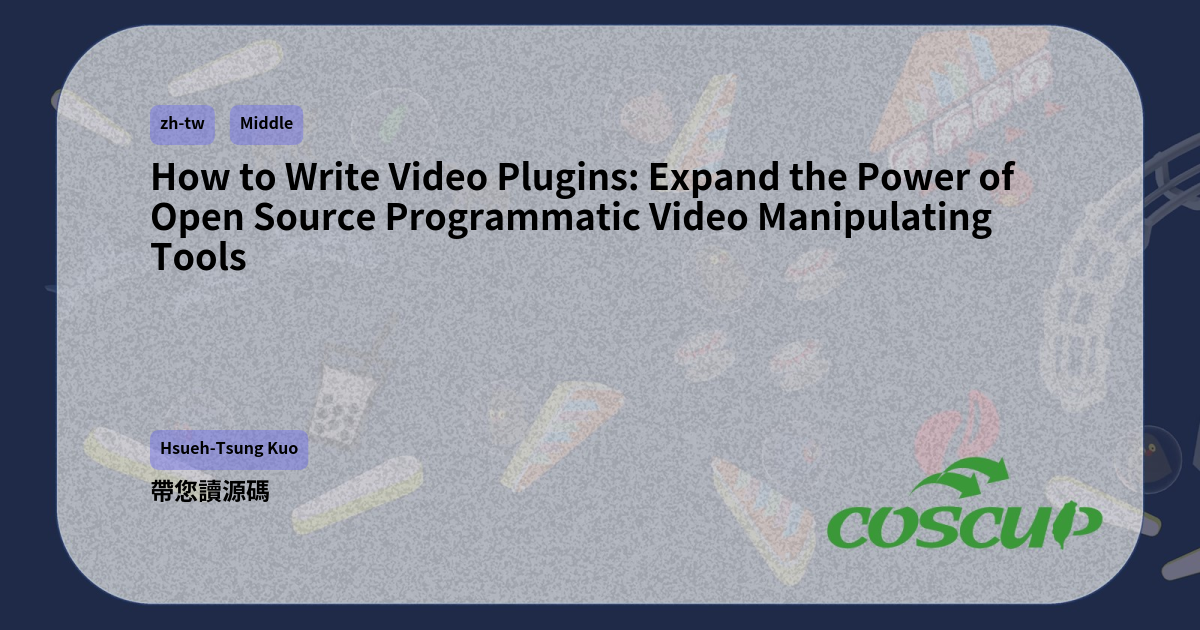 zh-tw Middle
How to Write Video Plugins: Expand the Power of
Open Source Programmatic Video Manipulating
Tools
Hsueh-Tsung Kuo
帶您讀源碼
COSCUP